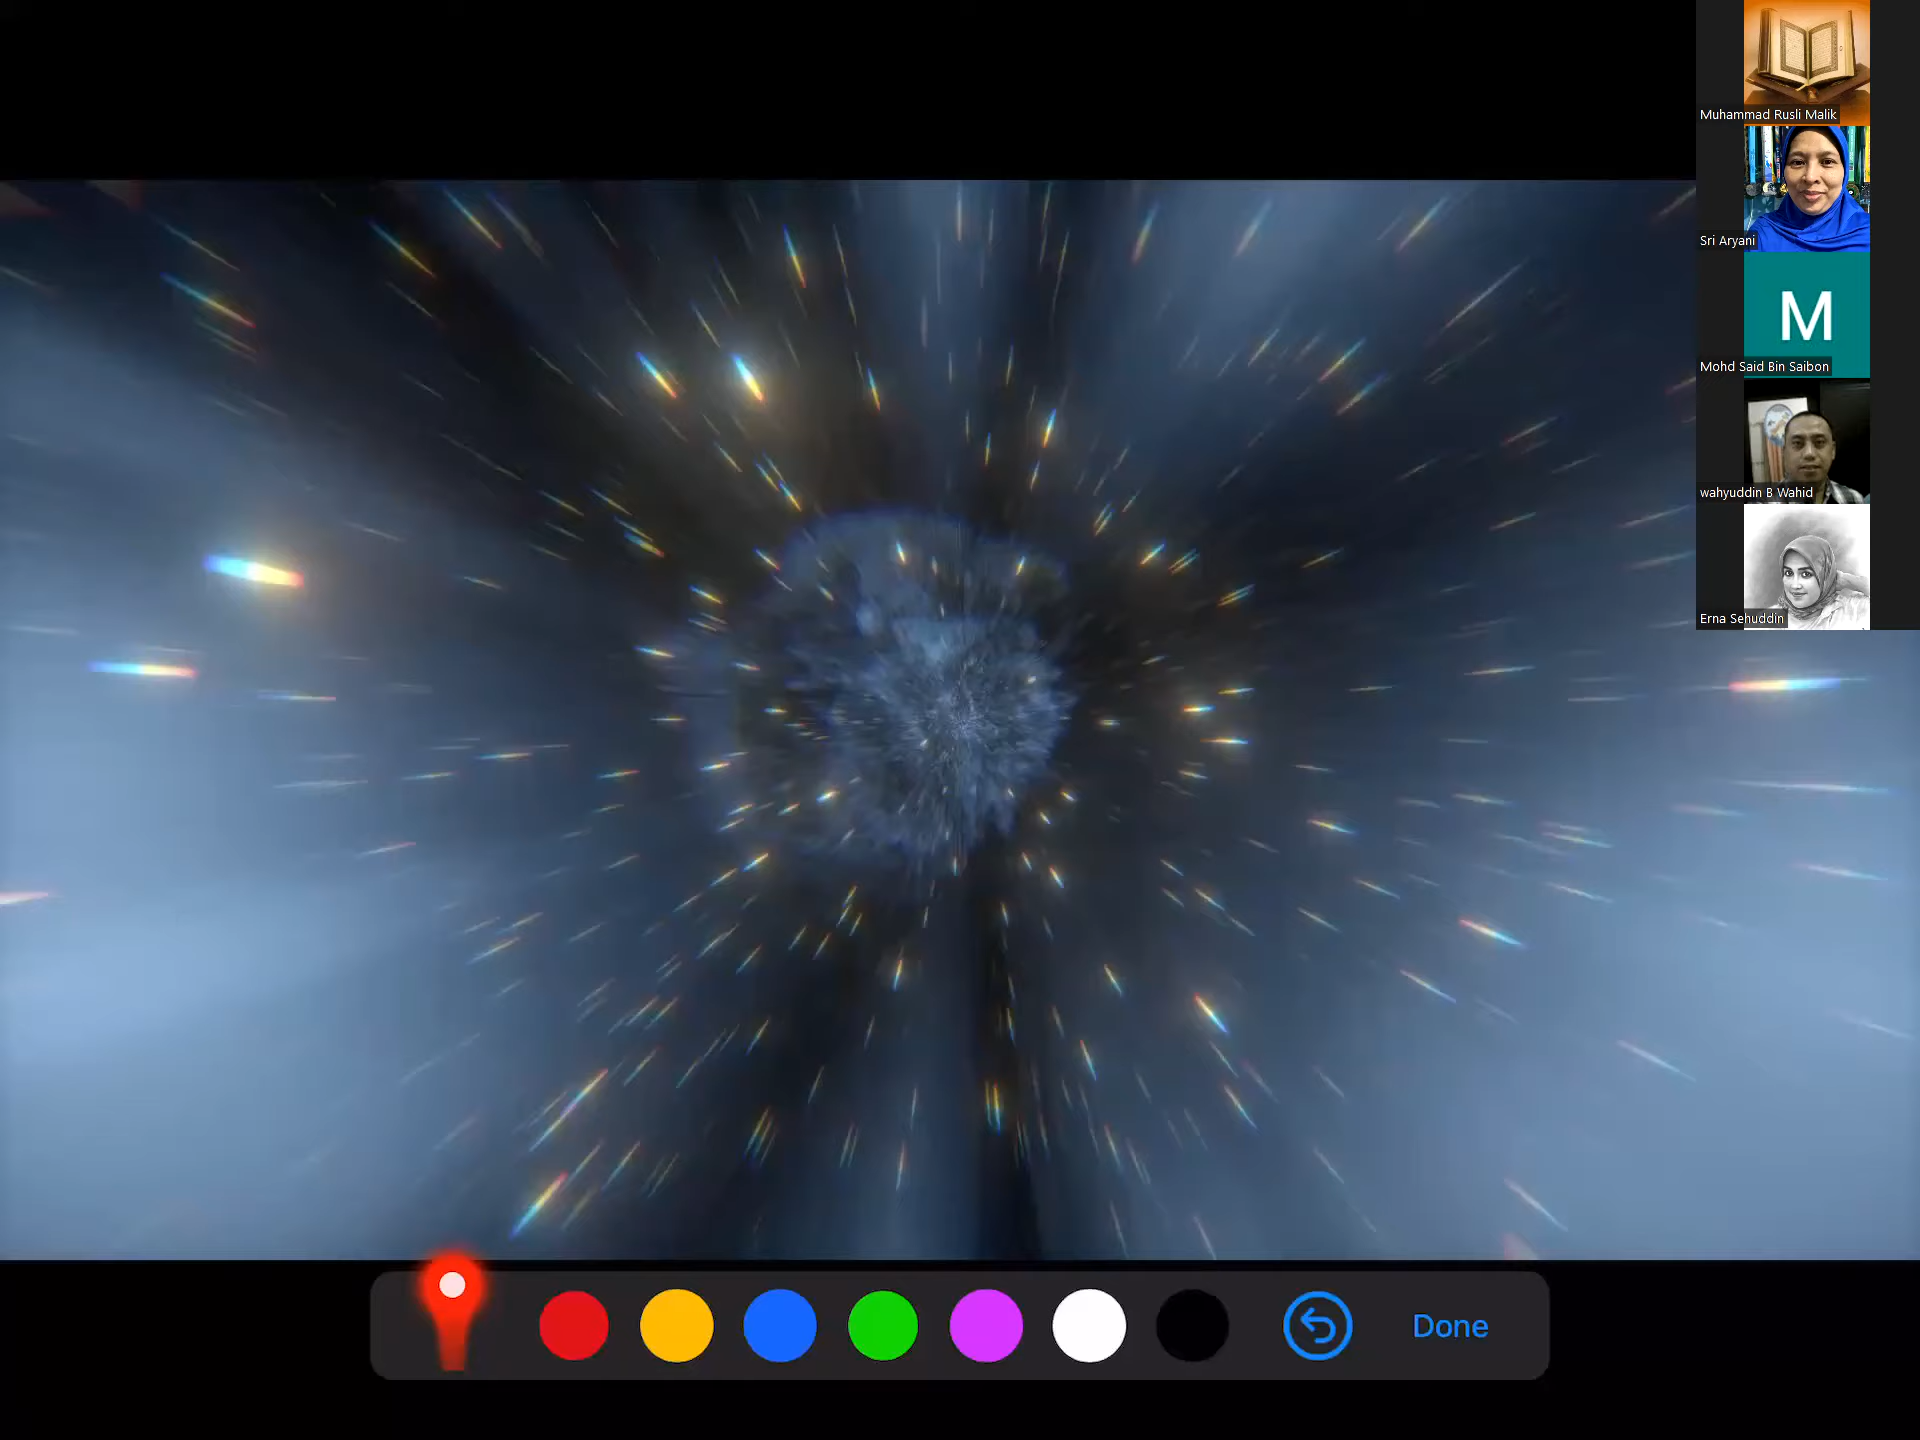 Muhammad Rusli Malik
Sri Aryani
M
Mohd Said Bin Saibon
wahyuddin B Wahid
Erna Sehuddin
Done